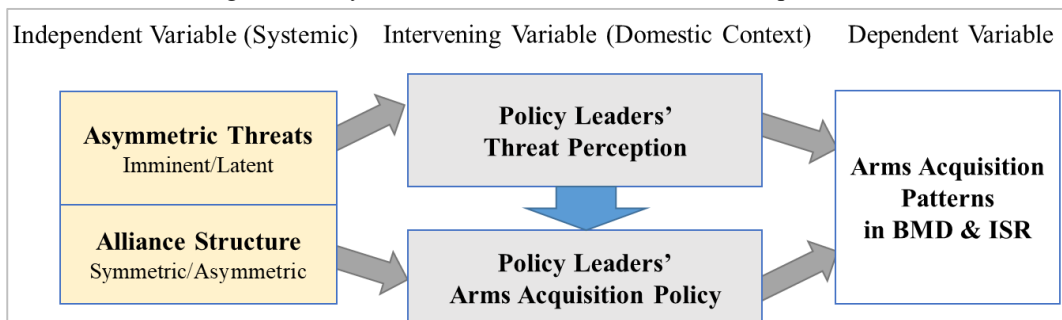 Independent Variable (Systemic)
Intervening Variable (Domestic Context)
Dependent Variable
Asymmetric Threats
Imminent/Latent
Alliance Structure
Symmetric/Asymmetric
Policy Leaders’
Threat Perception
Policy Leaders’
Arms Acquisition Policy
Arms Acquisition
Patterns
in BMD & ISR